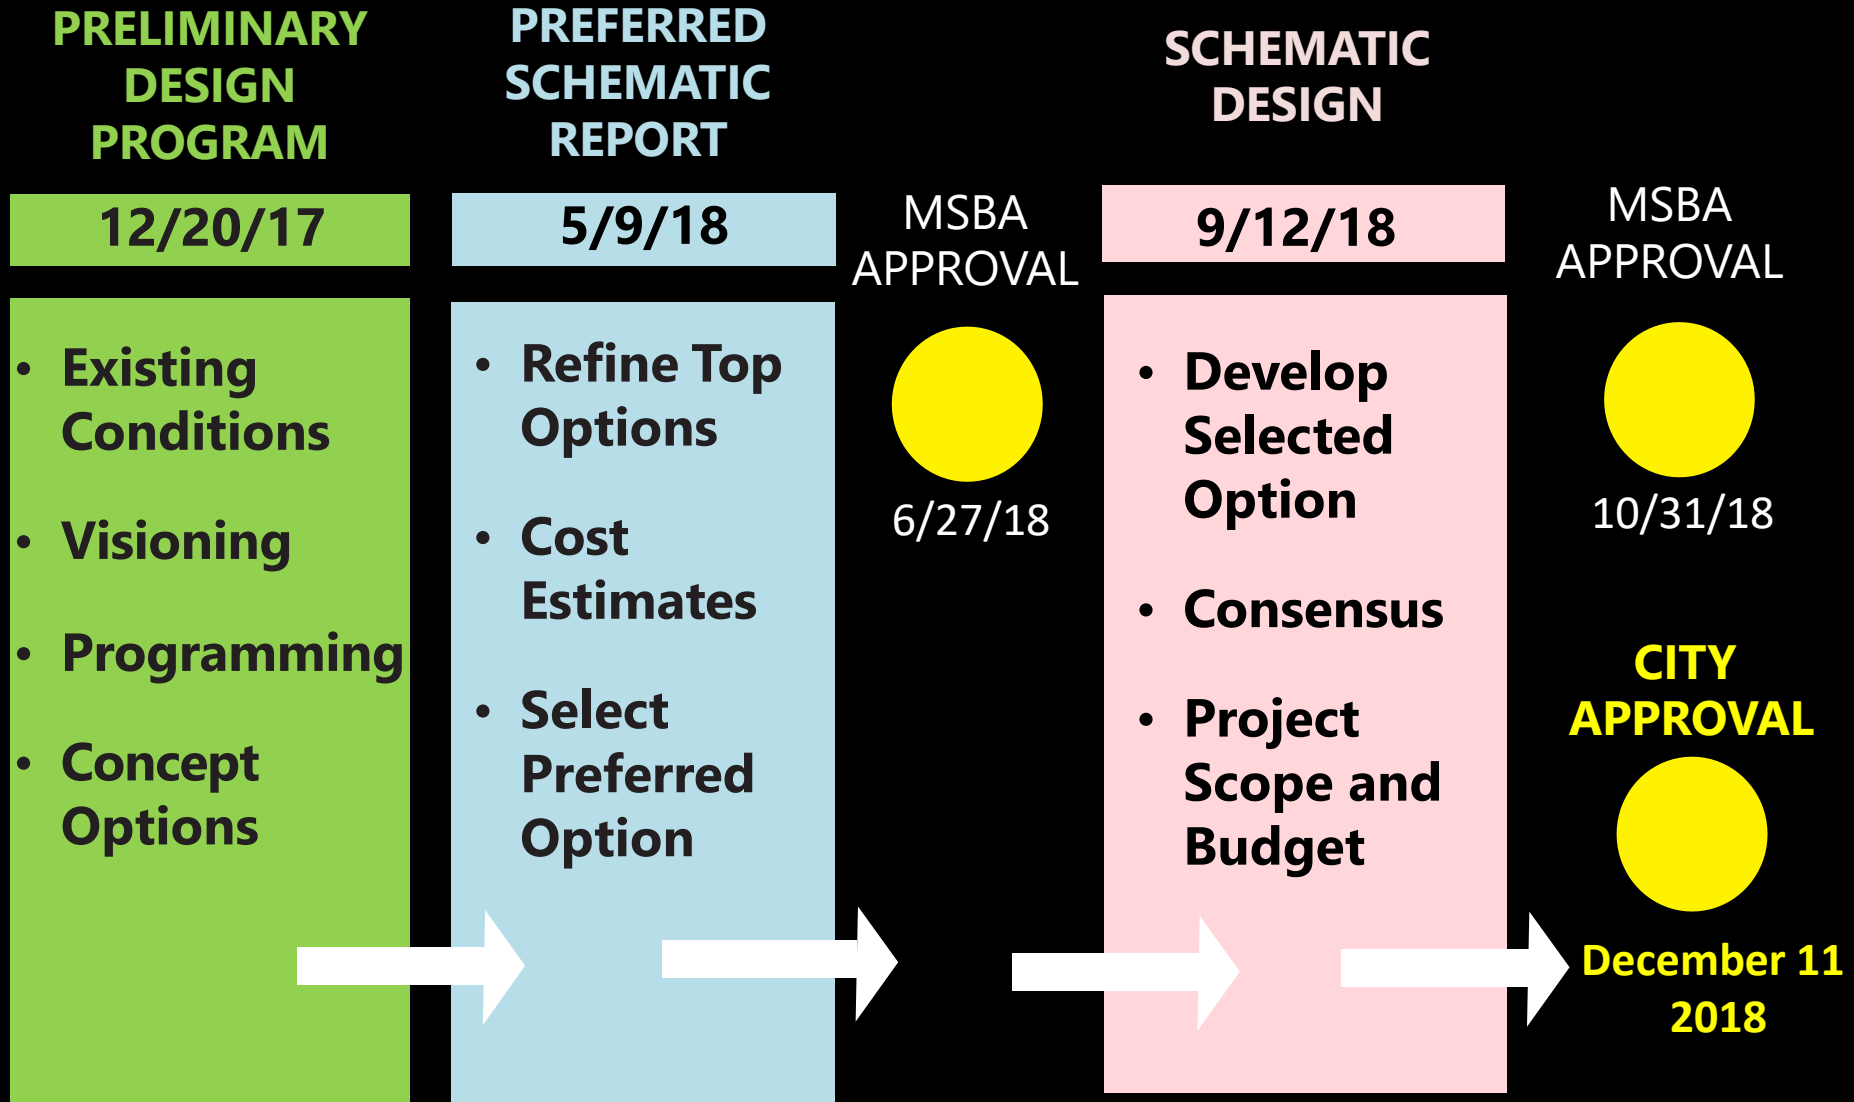 PRELIMINARY
DESIGN
PROGRAM
12/20/17
• Existing
Conditions
• Visioning
• Programming
• Concept
Options
PREFERRED
SCHEMATIC
REPORT
5/9/18
• Refine Top
Options
• Cost
Estimates
• Select
Preferred
Option
MSBA
APPROVAL
6/27/18
SCHEMATIC
DESIGN
9/12/18
• Develop
Selected
Option
• Consensus
• Project
Scope and
Budget
MSBA
APPROVAL
10/31/18
CITY
APPROVAL
December 11
2018